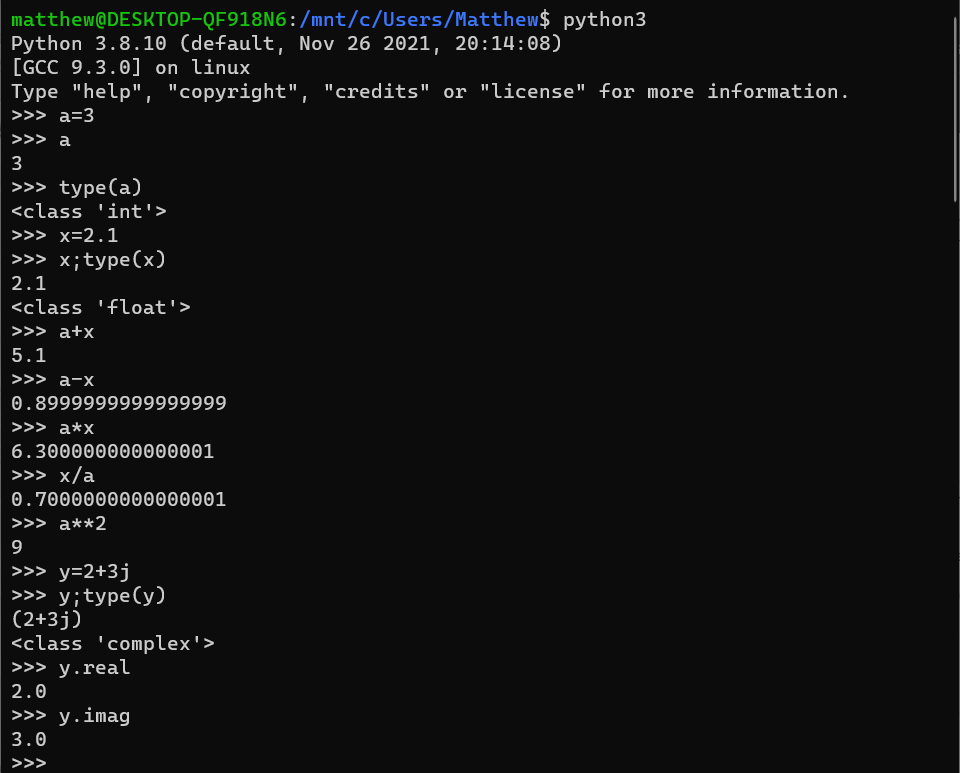 matthew@DESKTOP-QF918N6:/mnt/c/Users/Matthew$ python3
Python 3.8.10 (default, Nov 26 2021, 20:14:08)
[GCC 9.3.0] on linux
Type "help", "copyright", "credits" or "license" for more information.
>>> a=3
>>> a
3
>>> type(a)
<class 'int'>
>>> x=2.1
>>> x;type(x)
2.1
<class 'float'>
>>> a+x
5.1
>>> a-x
0.8999999999999999
>>> a*x
6.300000000000001
>>> x/a
0.7000000000000001
>>> a**2
9
>>> y=2+3j
>>> y;type(y)
(2+3j)
<class 'complex'>
>>> y.real
2.0
>>> y.imag
3.0
>>>